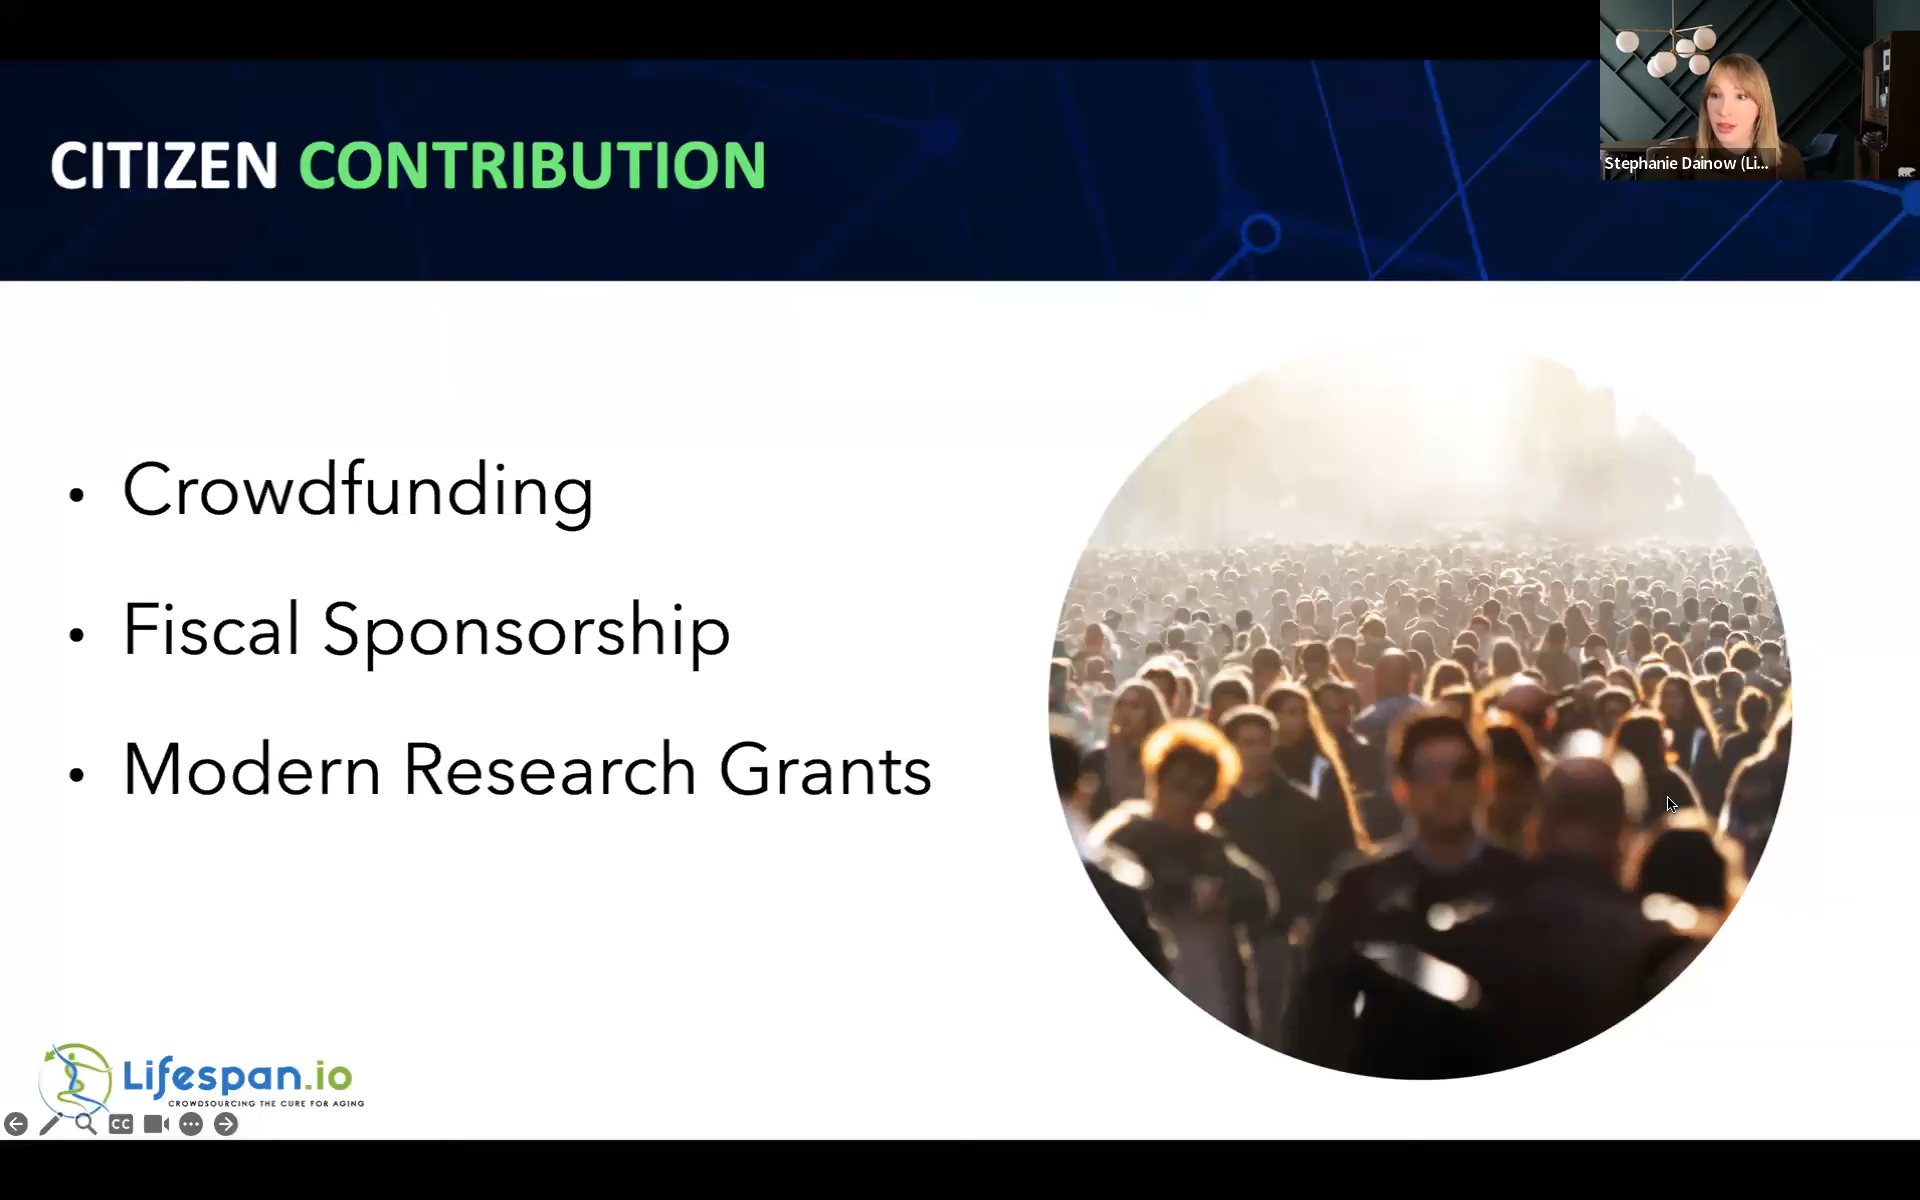 CITIZEN CONTRIBUTION
Stephanie Dainow (Li...
• Crowdfunding
• Fiscal Sponsorship
• Modern Research Grants
Lifespan.io
CROWDSOURCING THE CURE FOR AGING
CC